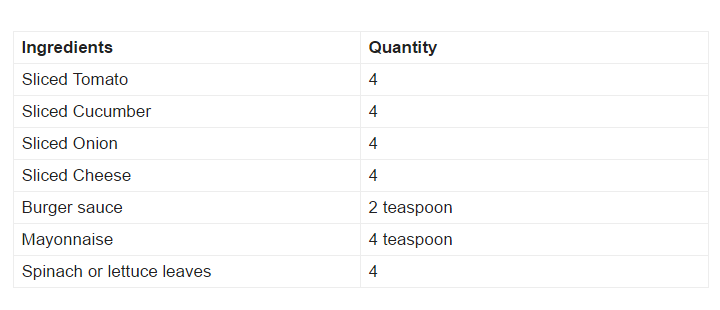 Ingredients Quantity
Sliced Tomato 4
Sliced Cucumber 4
Sliced Onion 4
Sliced Cheese 4
Burger sauce 2 teaspoon
Mayonnaise 4 teaspoon
Spinach or lettuce leaves 4